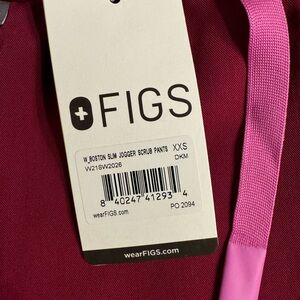 FIGS
W_BOSTON SLIM JOGGER SCRUB PANTS XXS
W21SW2026 DKM
8 40247 41293 4
wearFIGS.com PO 2094
wearFIGS.com